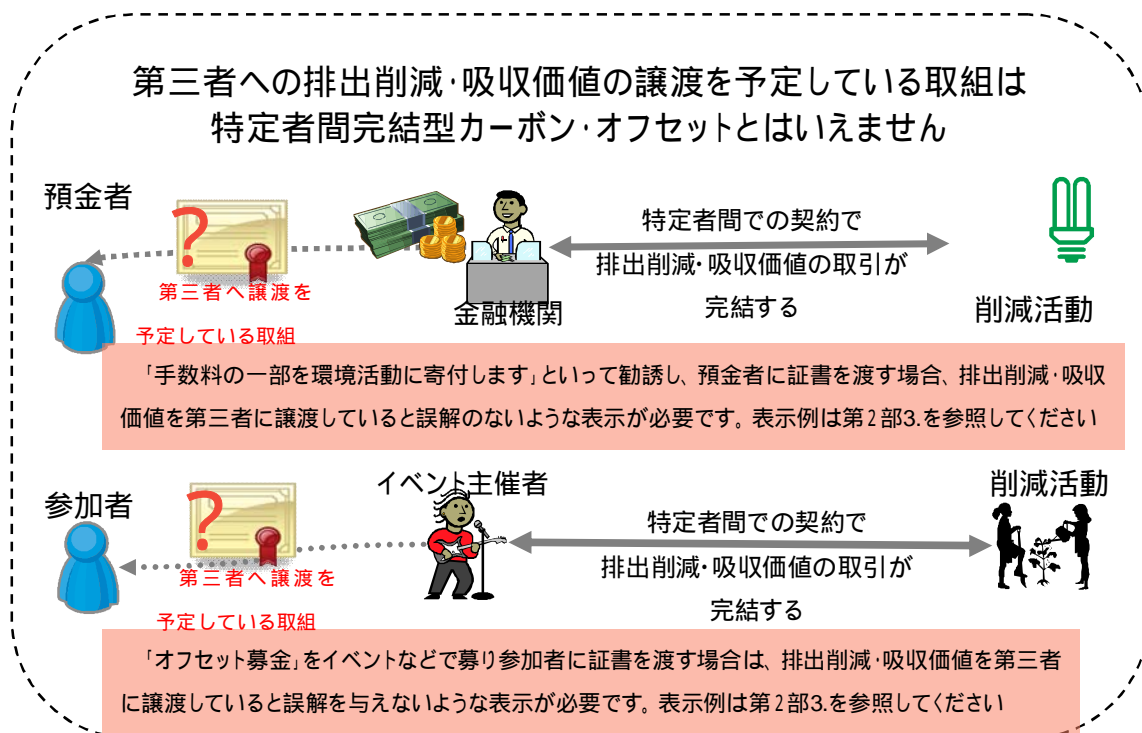 第三者への排出削減・吸収価値の譲渡を予定している取組は
特定者間完結型カーボン・オフセットとはいえません
預金者
?
第三者へ譲渡を
予定している取組
金融機関
特定者間での契約で
排出削減・吸収価値の取引が
完結する
削減活動
「手数料の一部を環境活動に寄付します」といって勧誘し、預金者に証書を渡す場合、排出削減・吸収
価値を第三者に譲渡していると誤解のないような表示が必要です。表示例は第2部3.を参照してください
参加者
?
第三者へ譲渡を
予定している取組
イベント主催者
特定者間での契約で
排出削減・吸収価値の取引が
完結する
削減活動
「オフセット募金」をイベントなどで募り参加者に証書を渡す場合は、排出削減・吸収価値を第三者
に譲渡していると誤解を与えないような表示が必要です。表示例は第2部3.を参照してください